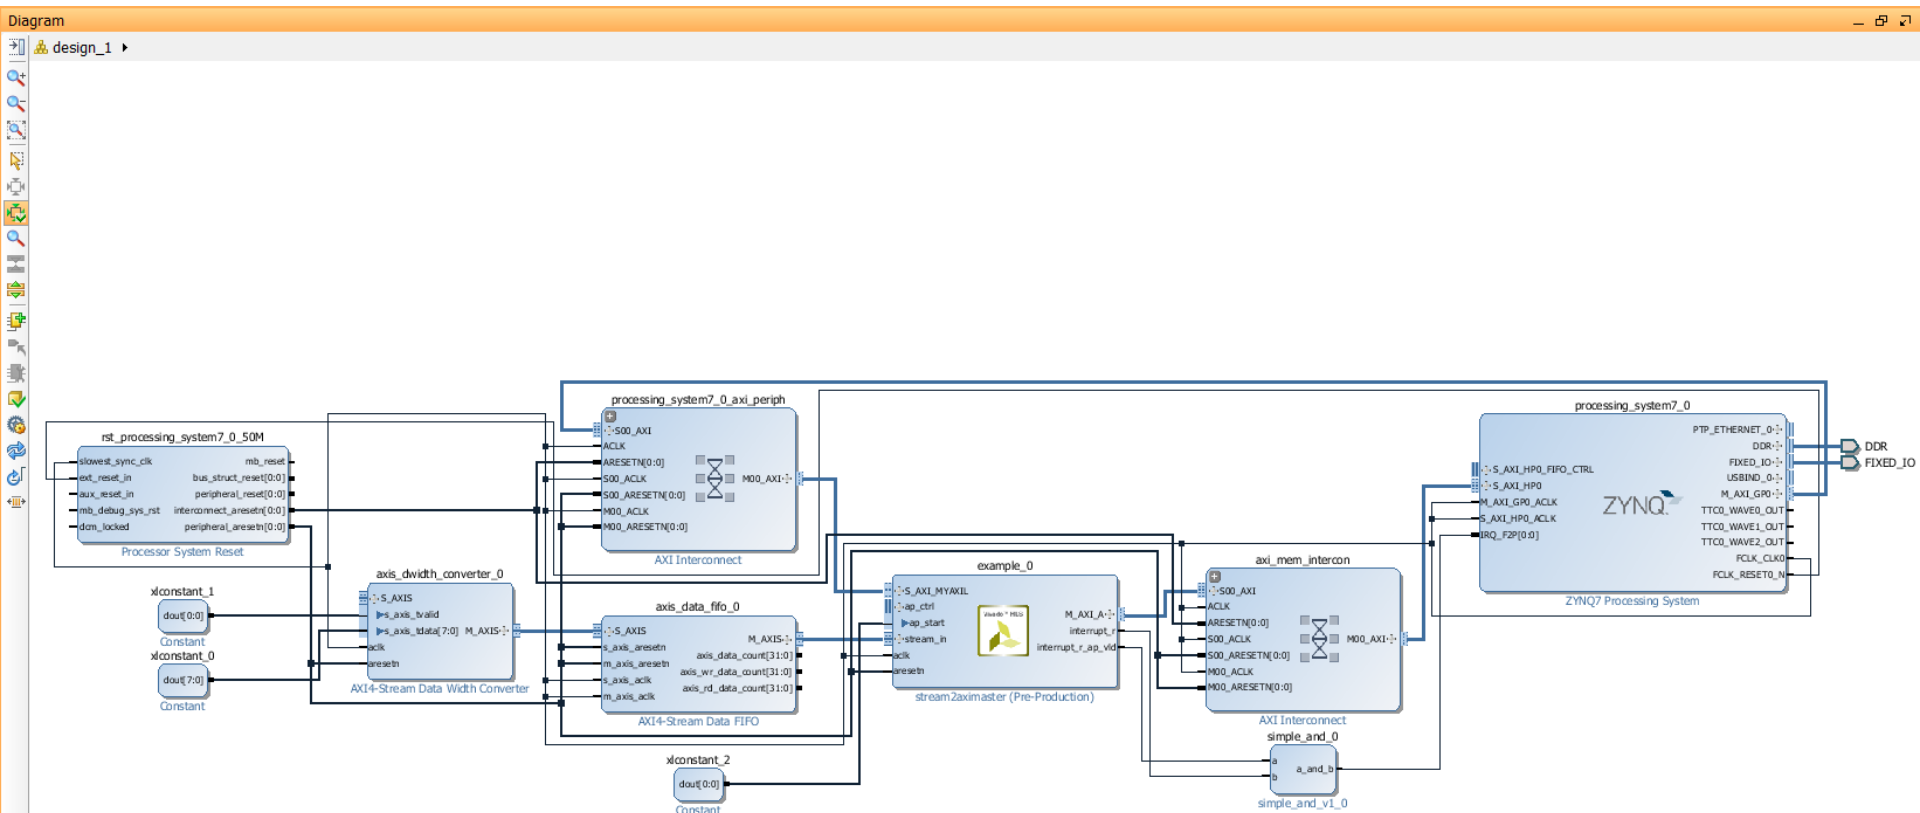 Diagram
design_1
processing_system7_0_axi_periph
S00_AXI
ACLK
ARESETN[0:0]
S00_ACLK
S00_ARESETN[0:0]
M00_ACLK
M00_ARESETN[0:0]
M00_AXI
AXI Interconnect
rst_processing_system7_0_50M
slowest_sync_clk
ext_reset_in
aux_reset_in
mb_debug_sys_rst
dcm_locked
mb_reset
bus_struct_reset[0:0]
peripheral_reset[0:0]
interconnect_aresetn[0:0]
peripheral_aresetn[0:0]
Processor System Reset
xlconstant_1
dout[0:0]
Constant
xlconstant_0
dout[7:0]
Constant
axis_dwidth_converter_0
S_AXIS
s_axis_tvalid
s_axis_tdata[7:0]
aclk
aresetn
M_AXIS
AXI4-Stream Data Width Converter
axis_data_fifo_0
S_AXIS
s_axis_aresetn
m_axis_aresetn
s_axis_aclk
m_axis_aclk
M_AXIS
axis_data_count[31:0]
axis_wr_data_count[31:0]
axis_rd_data_count[31:0]
AXI4-Stream Data FIFO
xlconstant_2
dout[0:0]
Constant
example_0
S_AXI_MYAXIL
ap_ctrl
ap_start
stream_in
aclk
aresetn
Vivado™ HLS
M_AXI_A
interrupt_r
interrupt_r_ap_vld
stream2aximaster (Pre-Production)
axi_mem_intercon
S00_AXI
ACLK
ARESETN[0:0]
S00_ACLK
S00_ARESETN[0:0]
M00_ACLK
M00_ARESETN[0:0]
M00_AXI
AXI Interconnect
simple_and_0
a
b
a_and_b
simple_and_v1_0
processing_system7_0
S_AXI_HP0_FIFO_CTRL
S_AXI_HP0
M_AXI_GP0_ACLK
S_AXI_HP0_ACLK
IRQ_F2P[0:0]
ZYNQ
PTP_ETHERNET_0
DDR
FIXED_IO
USBIND_0
M_AXI_GP0
TTC0_WAVE0_OUT
TTC0_WAVE1_OUT
TTC0_WAVE2_OUT
FCLK_CLK0
FCLK_RESET0_N
ZYNQ7 Processing System
DDR
FIXED_IO